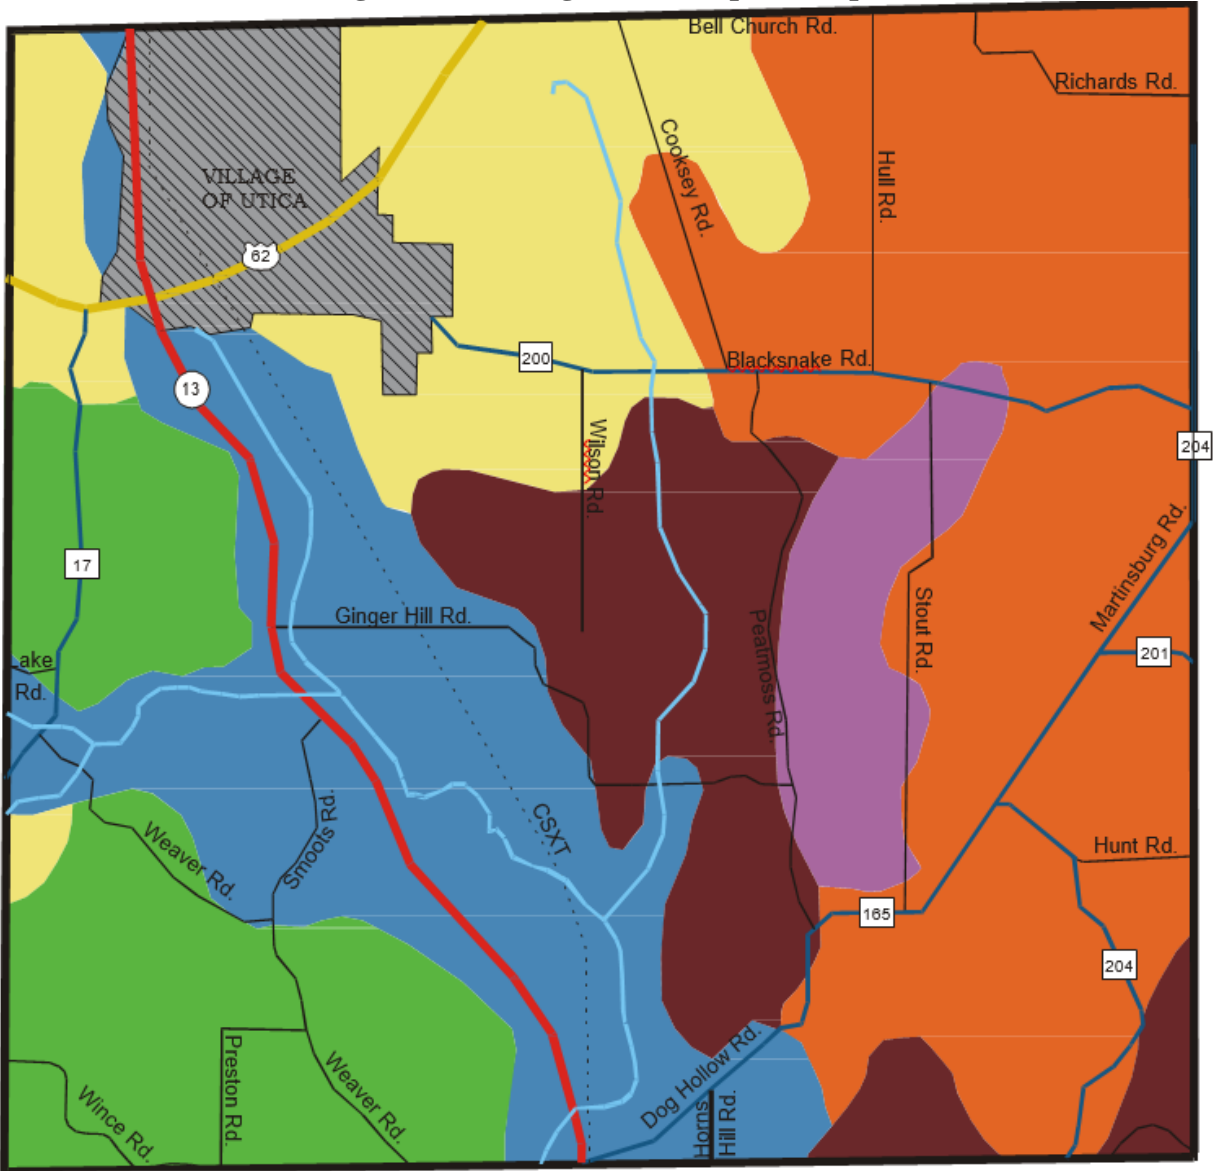 Bell Church Rd.
Richards Rd.
Cooksey Rd.
Hull Rd.
VILLAGE
OF UTICA
62
200
Blacksnake Rd.
13
204
Wilson Rd.
Martinsburg Rd.
17
Ginger Hill Rd.
Stout Rd.
Peatmoss Rd.
201
Lake
Rd.
CSXT
Smoots Rd.
Weaver Rd.
Hunt Rd.
165
204
Preston Rd.
Weaver Rd.
Wince Rd.
Dog Hollow Rd.
Horns
Hill Rd.